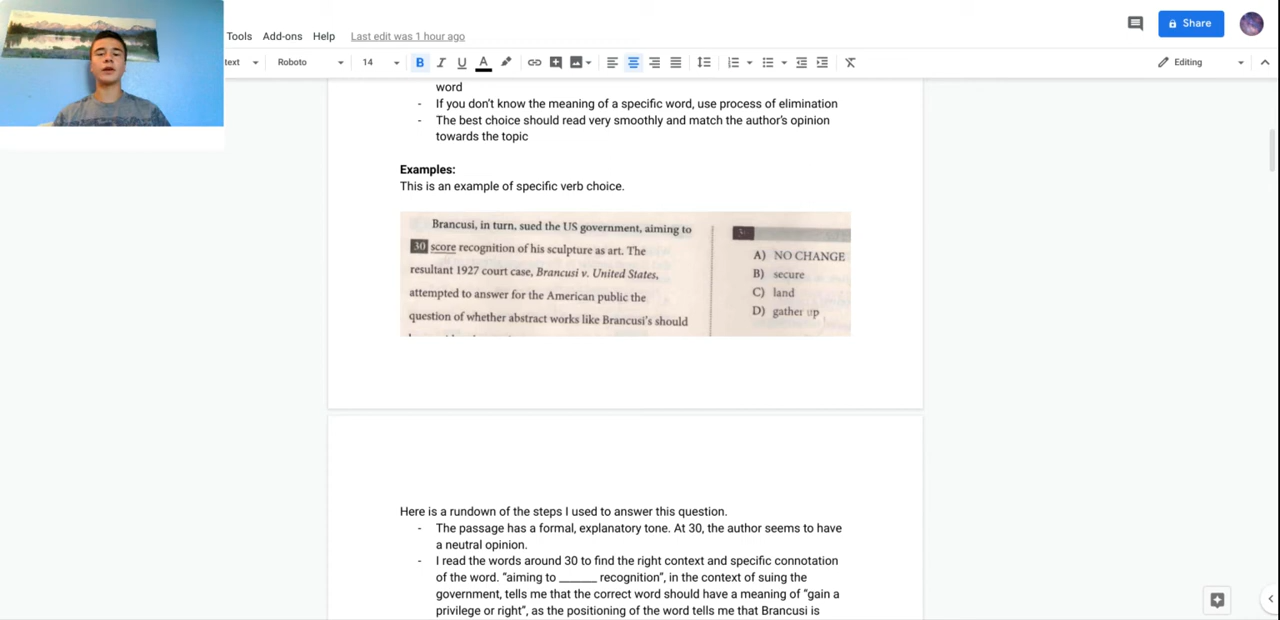 Tools Add-ons Help Last edit was 1 hour ago
Share
text Roboto 14 B I U A Editing
word
- If you don't know the meaning of a specific word, use process of elimination
- The best choice should read very smoothly and match the author's opinion
towards the topic
Examples:
This is an example of specific verb choice.
Brancusi, in turn, sued the US government, aiming to
30 score recognition of his sculpture as art. The
resultant 1927 court case, Brancusi v. United States,
attempted to answer for the American public the
question of whether abstract works like Brancusi's should
A) NO CHANGE
B) secure
C) land
D) gather up
Here is a rundown of the steps I used to answer this question.
- The passage has a formal, explanatory tone. At 30, the author seems to have
a neutral opinion.
- I read the words around 30 to find the right context and specific connotation
of the word. "aiming to ______ recognition", in the context of suing the
government, tells me that the correct word should have a meaning of "gain a
privilege or right", as the positioning of the word tells me that Brancusi is